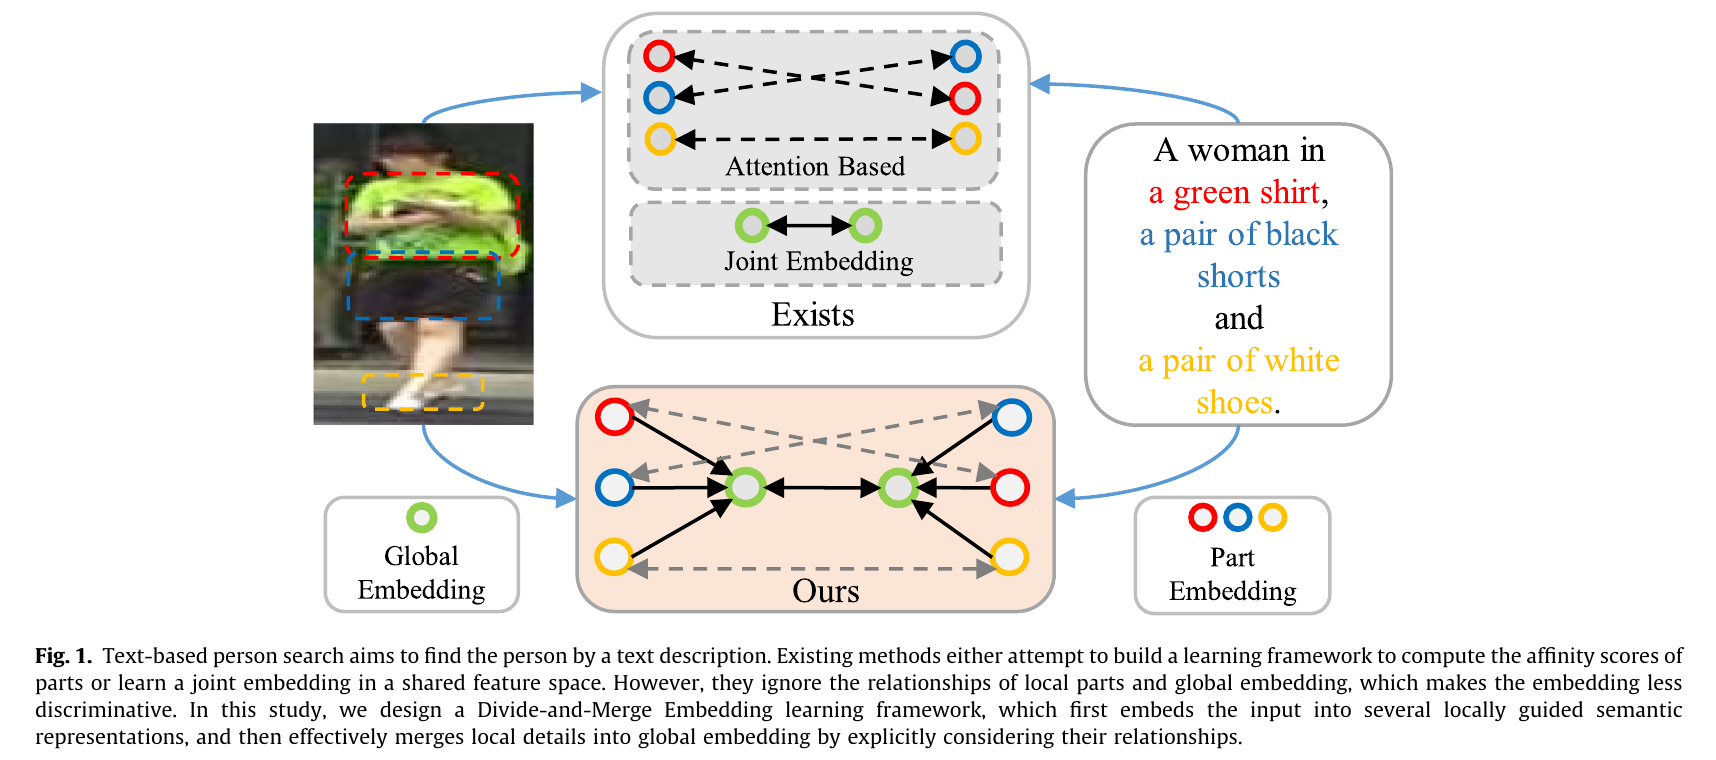 Attention Based
Joint Embedding
Exists
A woman in
a green shirt,
a pair of black
shorts
and
a pair of white
shoes.
Global
Embedding
Ours
Part
Embedding
Fig. 1. Text-based person search aims to find the person by a text description. Existing methods either attempt to build a learning framework to compute the affinity scores of
parts or learn a joint embedding in a shared feature space. However, they ignore the relationships of local parts and global embedding, which makes the embedding less
discriminative. In this study, we design a Divide-and-Merge Embedding learning framework, which first embeds the input into several locally guided semantic
representations, and then effectively merges local details into global embedding by explicitly considering their relationships.